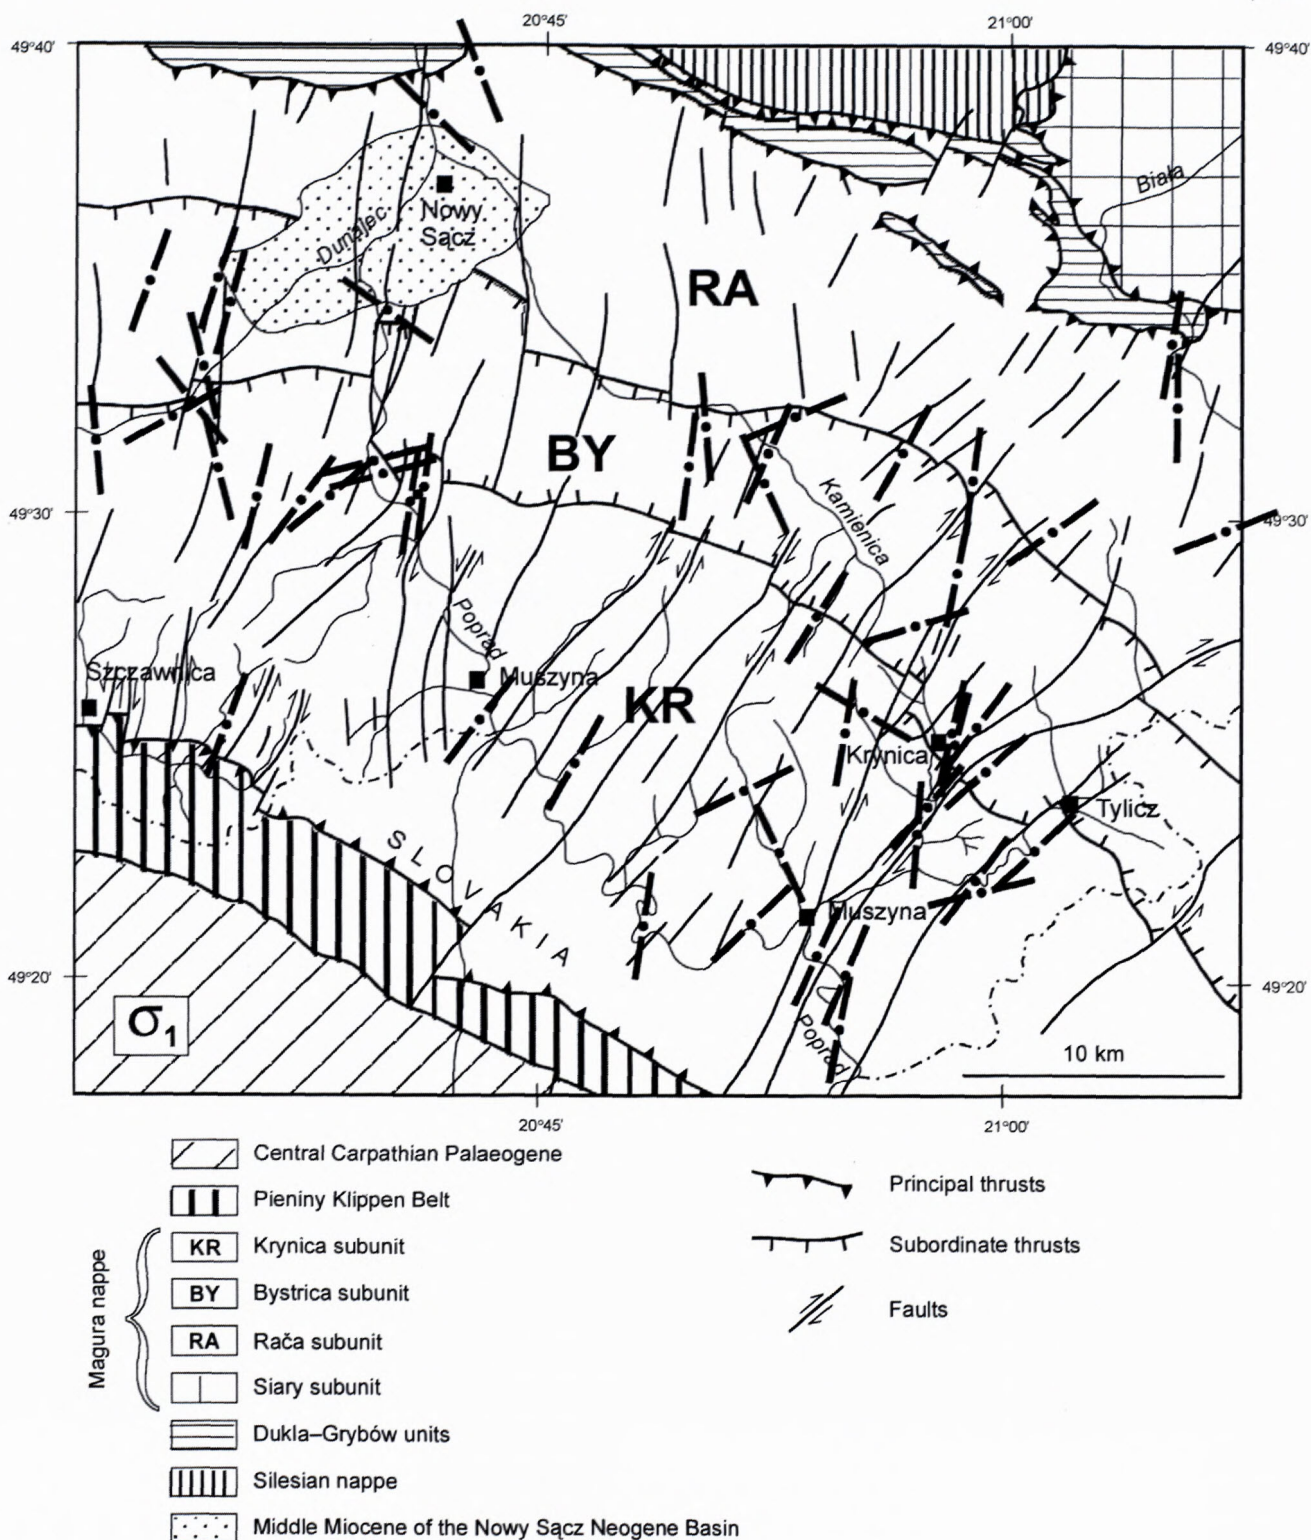 20°45'
21°00'
49°40'
49°40'
Biała
Nowy
Sącz
Dunajec
RA
BY
Kamienica
49°30'
49°30'
Poprad
Szczawnica
Muszyna
KR
Krynica
Tylicz
SLOVAKIA
Muszyna
49°20'
49°20'
σ1
Poprad
10 km
20°45'
21°00'
Central Carpathian Palaeogene
Pieniny Klippen Belt
Magura nappe
KR Krynica subunit
BY Bystrica subunit
RA Rača subunit
Siary subunit
Dukla–Grybów units
Silesian nappe
Middle Miocene of the Nowy Sącz Neogene Basin
Principal thrusts
Subordinate thrusts
Faults